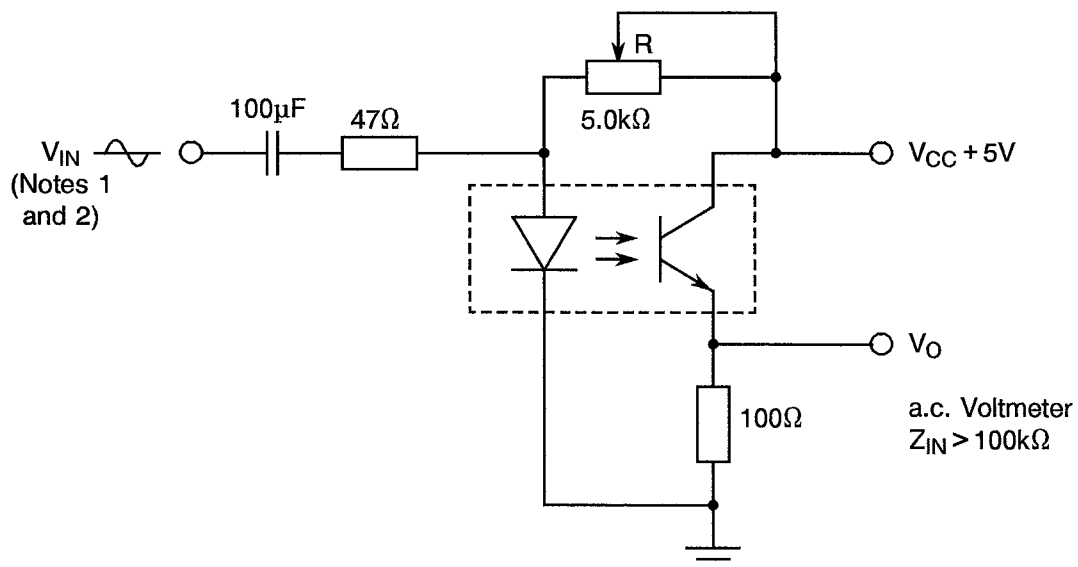 R
100µF
47Ω
5.0kΩ
V_IN
(Notes 1
and 2)
V_CC + 5V
V_O
100Ω
a.c. Voltmeter
Z_IN > 100kΩ